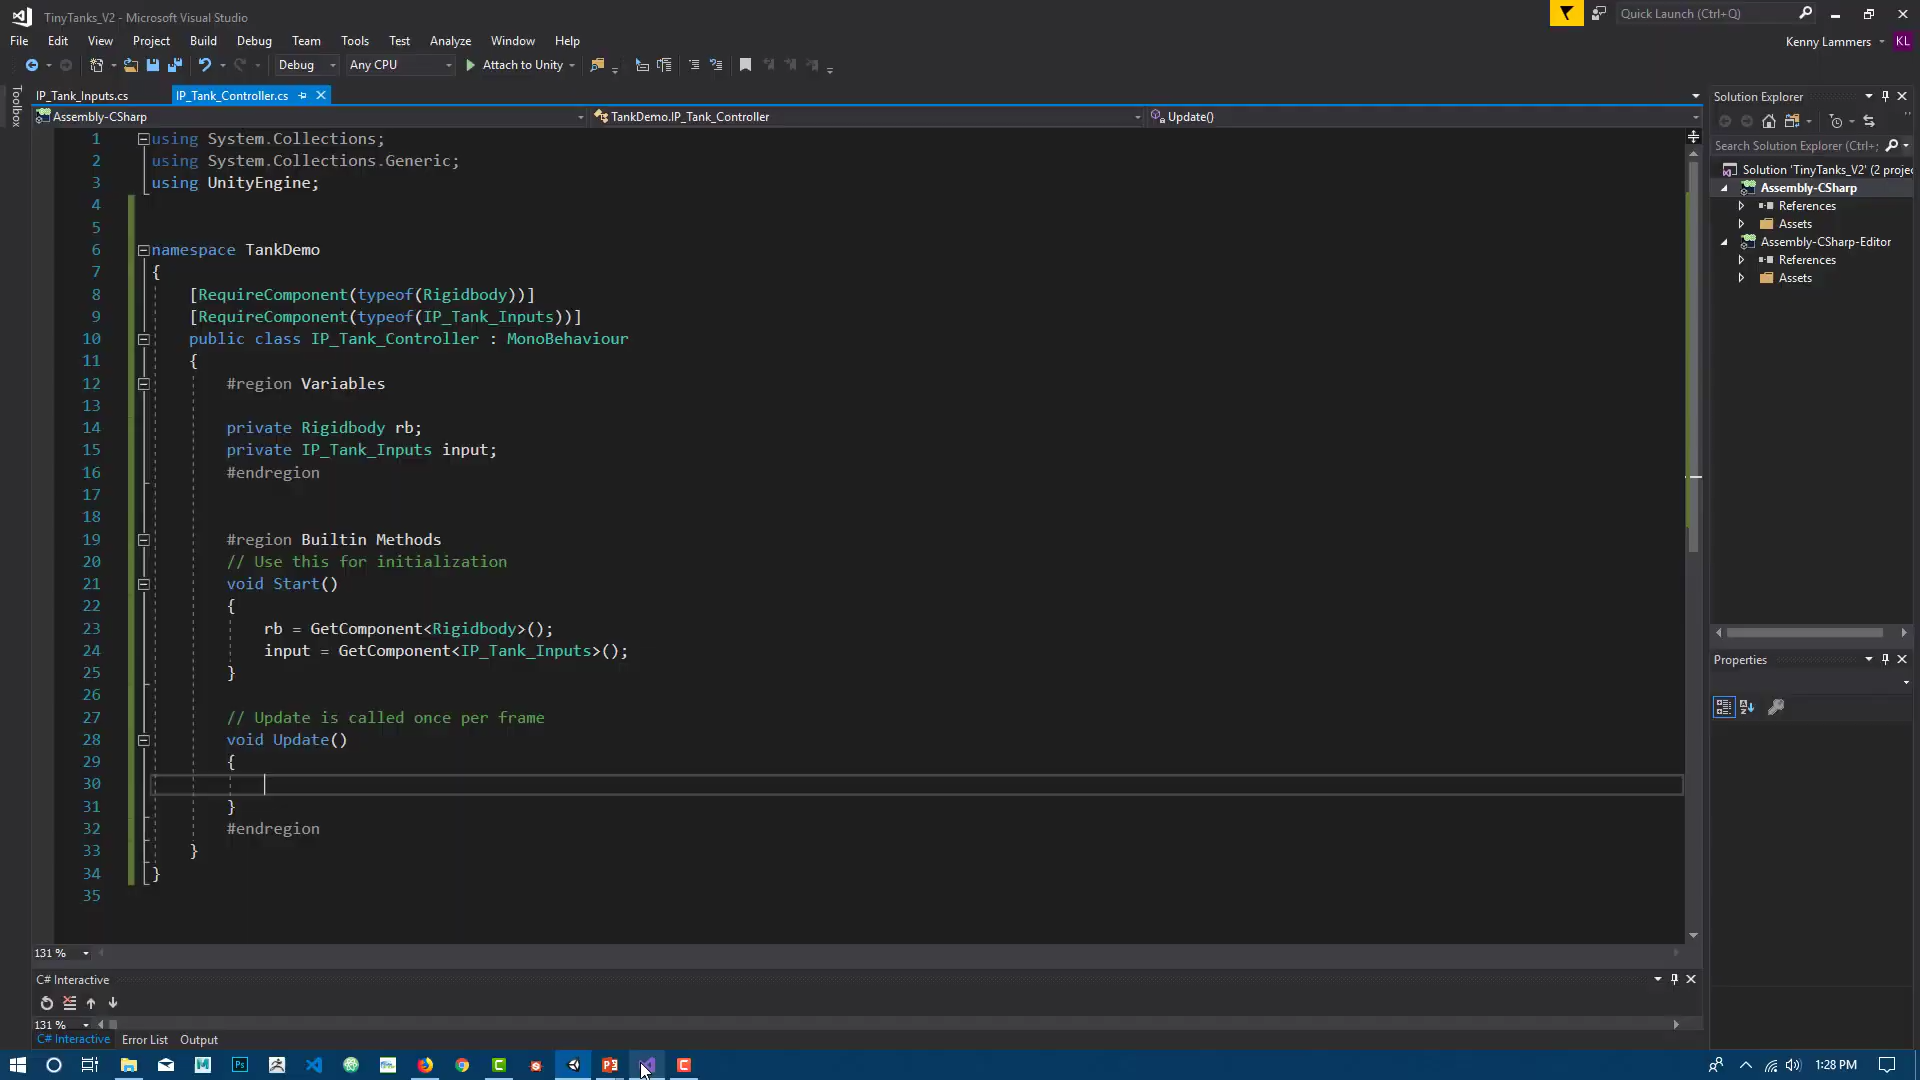 TinyTanks_V2 - Microsoft Visual Studio
Quick Launch (Ctrl+Q)
File Edit View Project Build Debug Team Tools Test Analyze Window Help
Kenny Lammers KL
Debug Any CPU Attach to Unity
Toolbox
IP_Tank_Inputs.cs IP_Tank_Controller.cs
Assembly-CSharp TankDemo.IP_Tank_Controller Update()
1 using System.Collections;
2 using System.Collections.Generic;
3 using UnityEngine;
4
5
6 namespace TankDemo
7 {
8 [RequireComponent(typeof(Rigidbody))]
9 [RequireComponent(typeof(IP_Tank_Inputs))]
10 public class IP_Tank_Controller : MonoBehaviour
11 {
12 #region Variables
13
14 private Rigidbody rb;
15 private IP_Tank_Inputs input;
16 #endregion
17
18
19 #region Builtin Methods
20 // Use this for initialization
21 void Start()
22 {
23 rb = GetComponent<Rigidbody>();
24 input = GetComponent<IP_Tank_Inputs>();
25 }
26
27 // Update is called once per frame
28 void Update()
29 {
30
31 }
32 #endregion
33 }
34 }
35
131 %
C# Interactive
131 %
C# Interactive Error List Output
Solution Explorer
Search Solution Explorer (Ctrl+;
Solution 'TinyTanks_V2' (2 projec
Assembly-CSharp
References
Assets
Assembly-CSharp-Editor
References
Assets
Properties
1:28 PM